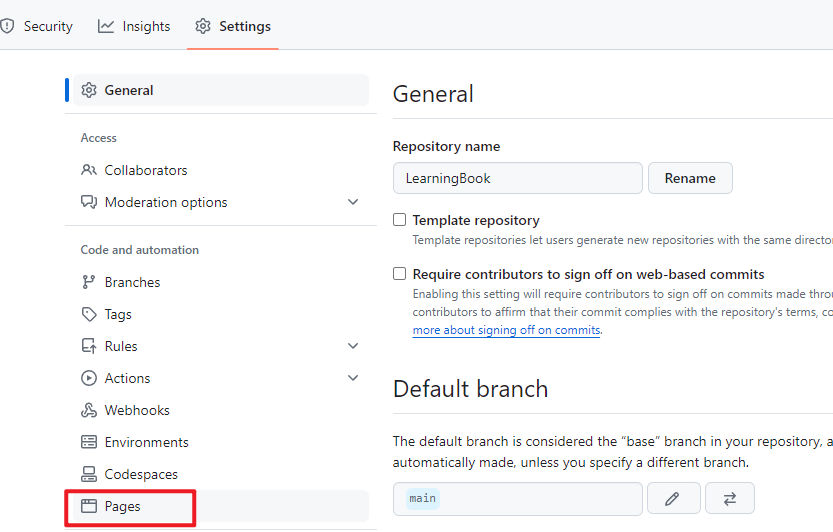 Security Insights Settings
General
Access
Collaborators
Moderation options
Code and automation
Branches
Tags
Rules
Actions
Webhooks
Environments
Codespaces
Pages
General
Repository name
LearningBook Rename
Template repository
Template repositories let users generate new repositories with the same
Require contributors to sign off on web-based commits
Enabling this setting will require contributors to sign off on commits made
contributors to affirm that their commit complies with the repository's terms,
more about signing off on commits.
Default branch
The default branch is considered the “base” branch in your repository,
automatically made, unless you specify a different branch.
main